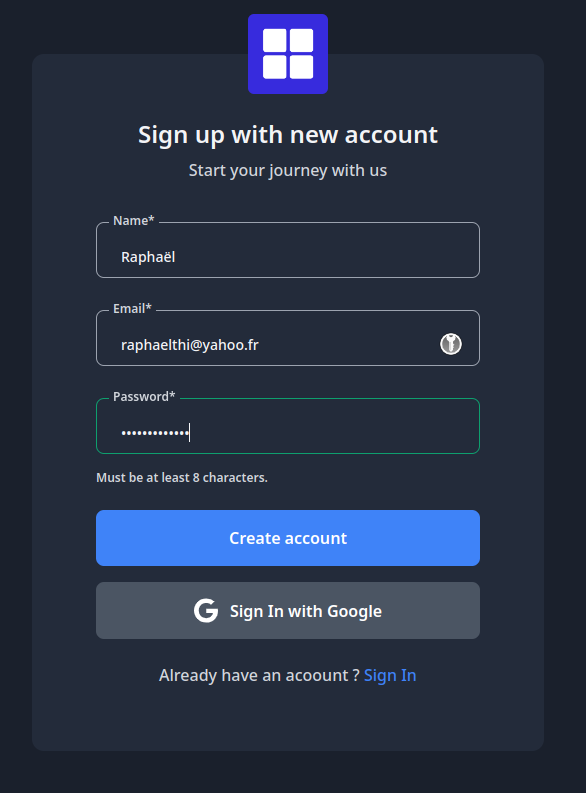 Sign up with new account
Start your journey with us
Name*
Raphaël
Email*
raphaelthi@yahoo.fr
Password*
•••••••••••••
Must be at least 8 characters.
Create account
G Sign In with Google
Already have an acoount ? Sign In